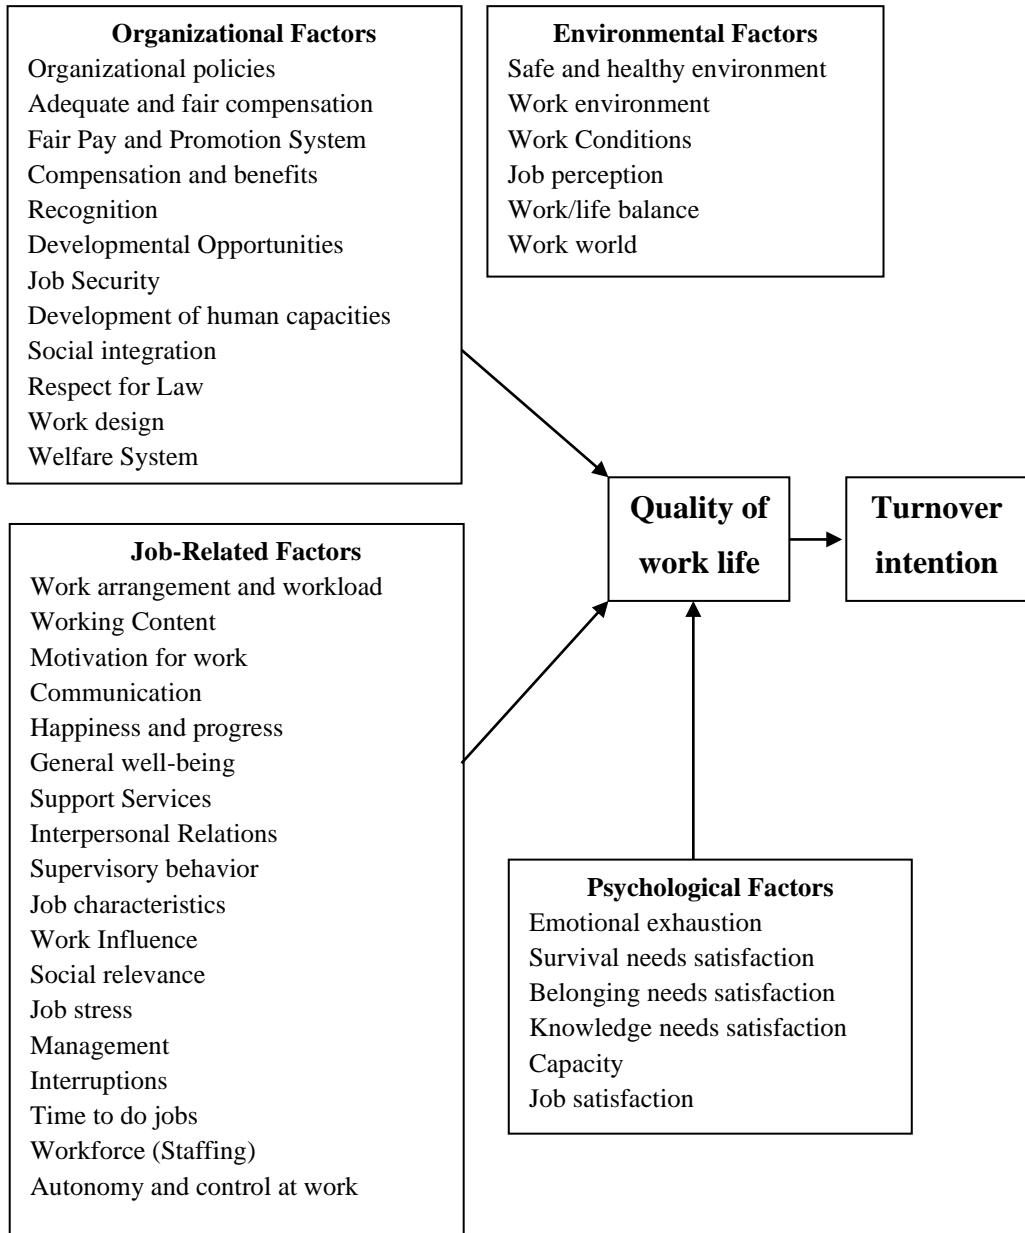 Organizational Factors
Organizational policies
Adequate and fair compensation
Fair Pay and Promotion System
Compensation and benefits
Recognition
Developmental Opportunities
Job Security
Development of human capacities
Social integration
Respect for Law
Work design
Welfare System
Environmental Factors
Safe and healthy environment
Work environment
Work Conditions
Job perception
Work/life balance
Work world
Quality of
work life
Turnover
intention
Job-Related Factors
Work arrangement and workload
Working Content
Motivation for work
Communication
Happiness and progress
General well-being
Support Services
Interpersonal Relations
Supervisory behavior
Job characteristics
Work Influence
Social relevance
Job stress
Management
Interruptions
Time to do jobs
Workforce (Staffing)
Autonomy and control at work
Psychological Factors
Emotional exhaustion
Survival needs satisfaction
Belonging needs satisfaction
Knowledge needs satisfaction
Capacity
Job satisfaction